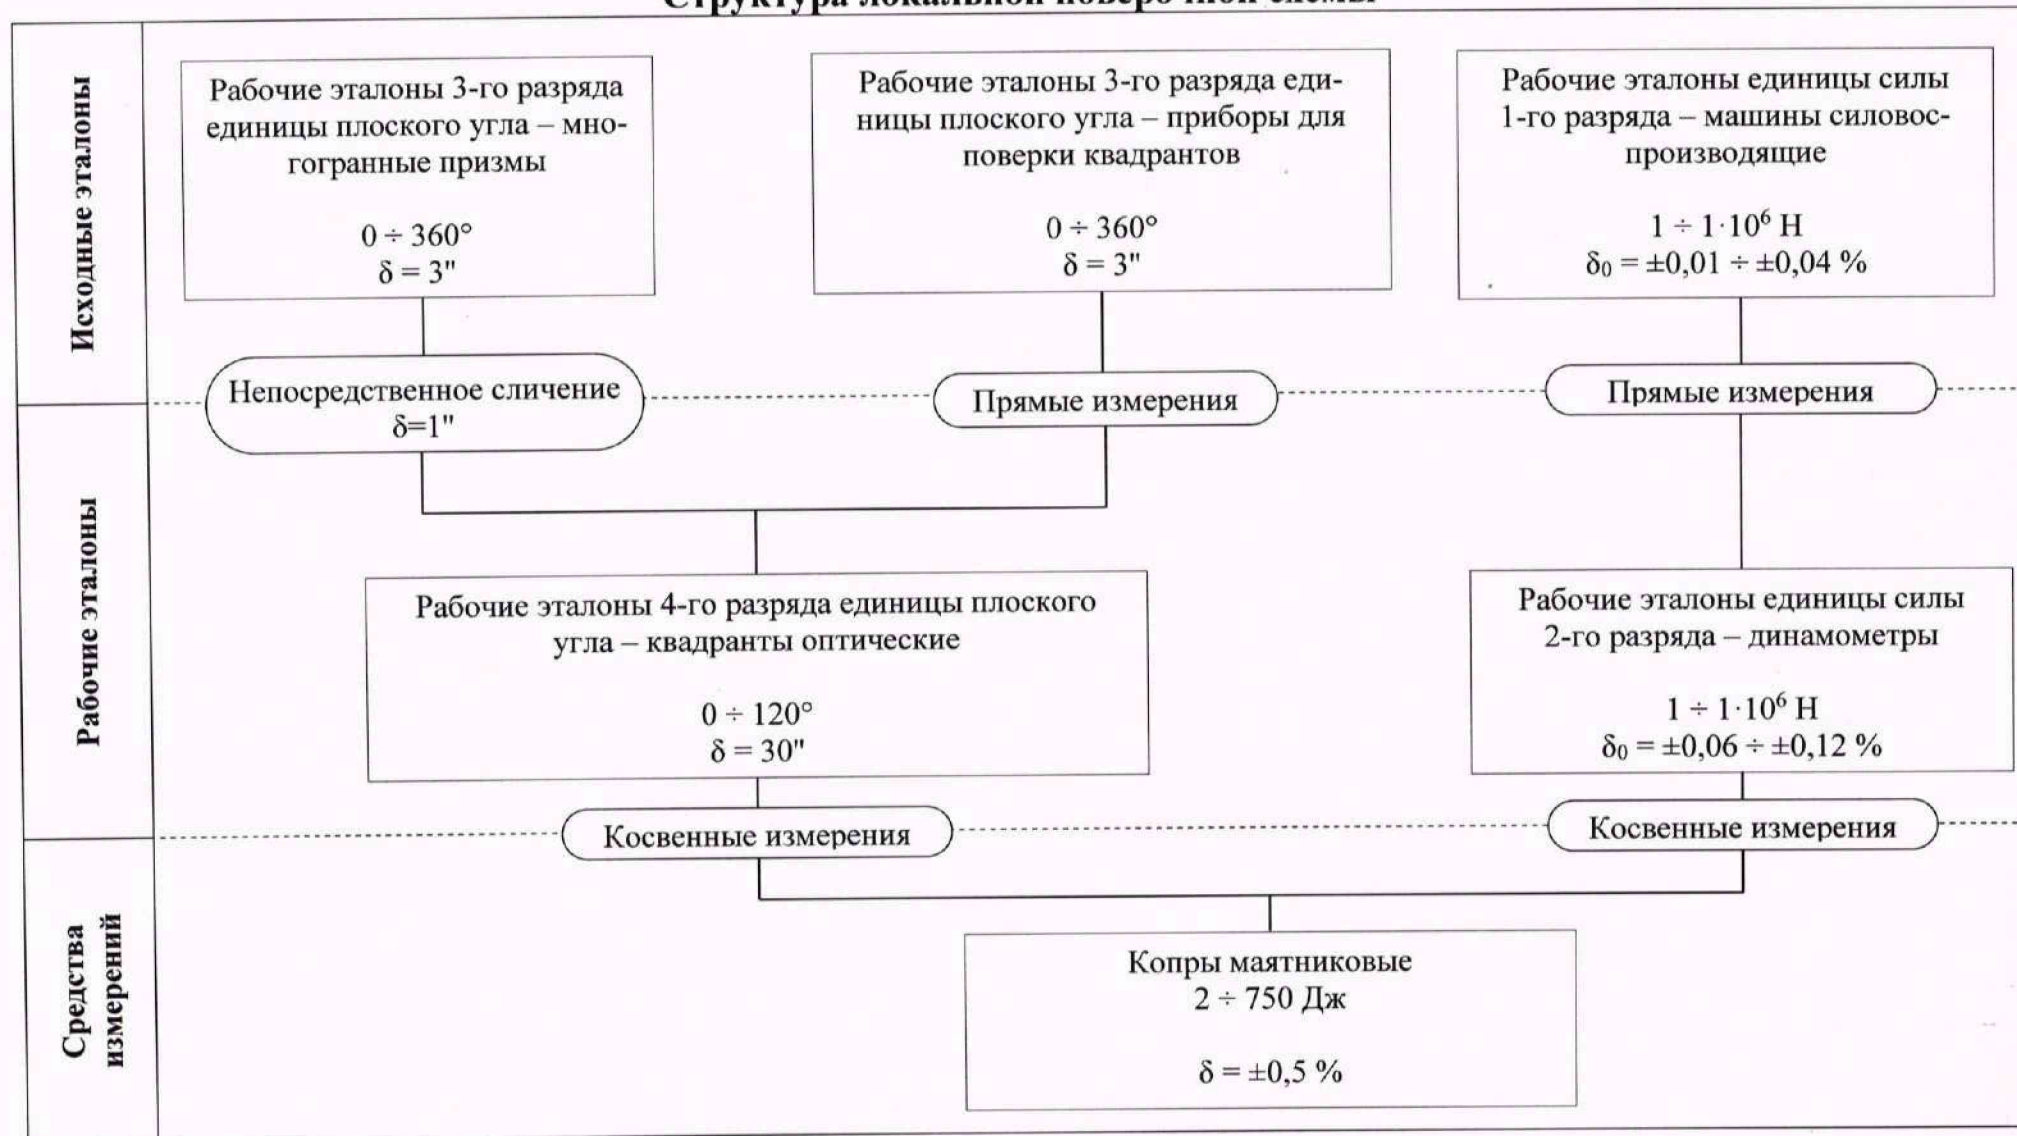 Структура локальной поверочной схемы
Исходные эталоны
Рабочие эталоны 3-го разряда
единицы плоского угла – мно-
гогранные призмы
0 ÷ 360°
δ = 3"
Рабочие эталоны 3-го разряда еди-
ницы плоского угла – приборы для
поверки квадрантов
0 ÷ 360°
δ = 3"
Рабочие эталоны единицы силы
1-го разряда – машины силовос-
производящие
1 ÷ 1·10⁶ Н
δ₀ = ±0,01 ÷ ±0,04 %
Непосредственное сличение
δ=1"
Прямые измерения
Прямые измерения
Рабочие эталоны
Рабочие эталоны 4-го разряда единицы плоского
угла – квадранты оптические
0 ÷ 120°
δ = 30"
Рабочие эталоны единицы силы
2-го разряда – динамометры
1 ÷ 1·10⁶ Н
δ₀ = ±0,06 ÷ ±0,12 %
Косвенные измерения
Косвенные измерения
Средства
измерений
Копры маятниковые
2 ÷ 750 Дж
δ = ±0,5 %